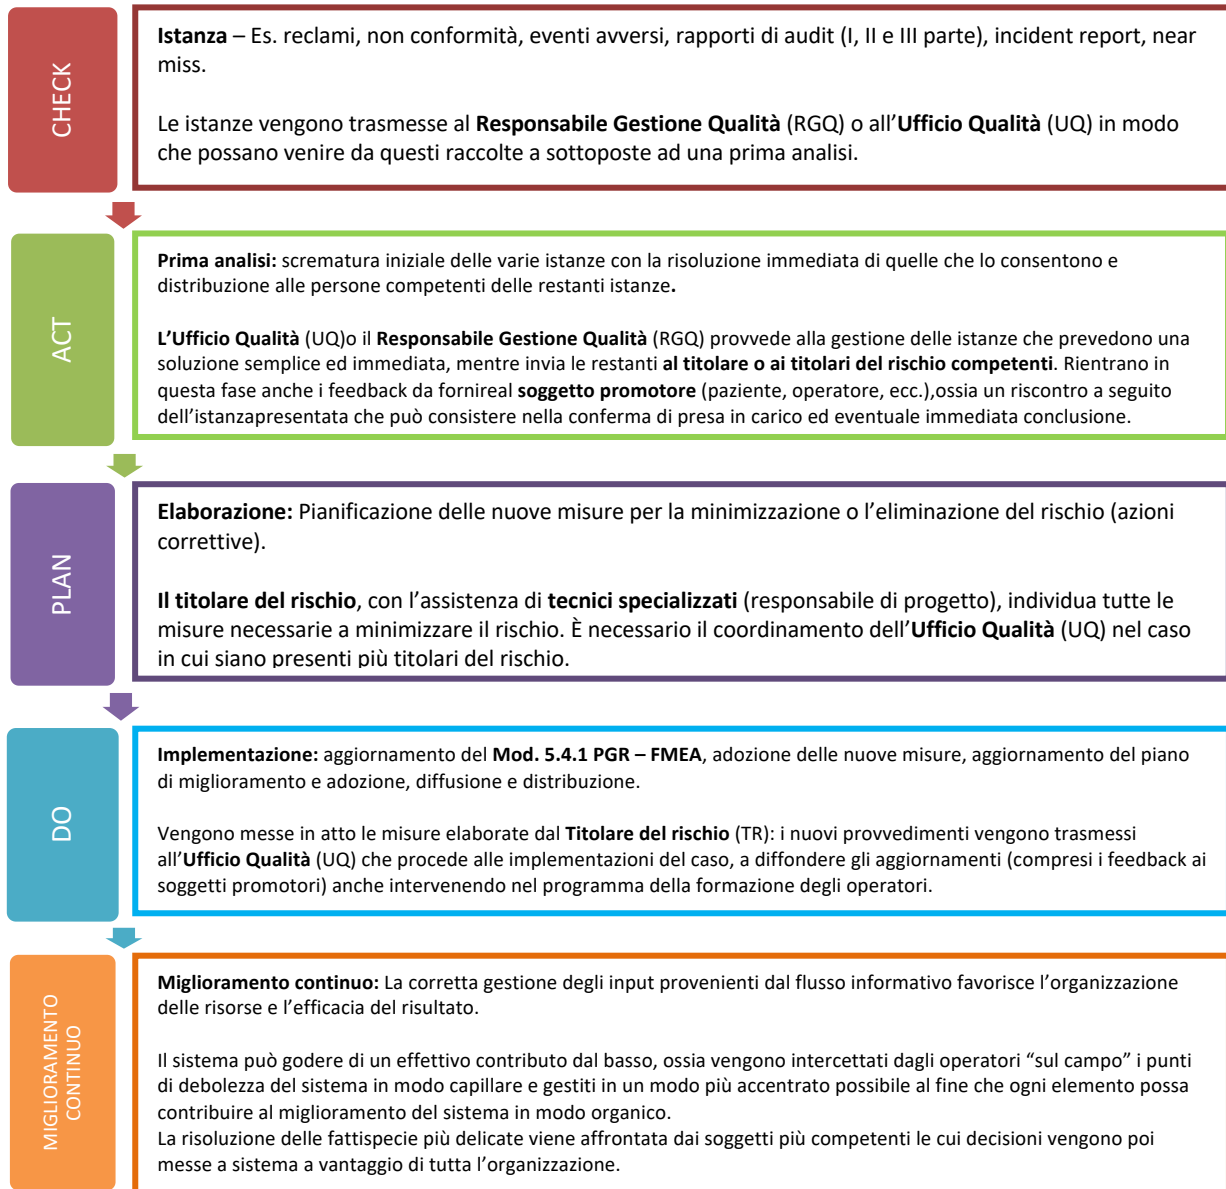 CHECK
Istanza – Es. reclami, non conformità, eventi avversi, rapporti di audit (I, II e III parte), incident report, near
miss.
Le istanze vengono trasmesse al Responsabile Gestione Qualità (RGQ) o all’Ufficio Qualità (UQ) in modo
che possano venire da questi raccolte a sottoposte ad una prima analisi.
ACT
Prima analisi: scrematura iniziale delle varie istanze con la risoluzione immediata di quelle che lo consentono e
distribuzione alle persone competenti delle restanti istanze.
L’Ufficio Qualità (UQ)o il Responsabile Gestione Qualità (RGQ) provvede alla gestione delle istanze che prevedono una
soluzione semplice ed immediata, mentre invia le restanti al titolare o ai titolari del rischio competenti. Rientrano in
questa fase anche i feedback da fornireal soggetto promotore (paziente, operatore, ecc.),ossia un riscontro a seguito
dell’istanzapresentata che può consistere nella conferma di presa in carico ed eventuale immediata conclusione.
PLAN
Elaborazione: Pianificazione delle nuove misure per la minimizzazione o l’eliminazione del rischio (azioni
correttive).
Il titolare del rischio, con l’assistenza di tecnici specializzati (responsabile di progetto), individua tutte le
misure necessarie a minimizzare il rischio. È necessario il coordinamento dell’Ufficio Qualità (UQ) nel caso
in cui siano presenti più titolari del rischio.
DO
Implementazione: aggiornamento del Mod. 5.4.1 PGR – FMEA, adozione delle nuove misure, aggiornamento del piano
di miglioramento e adozione, diffusione e distribuzione.
Vengono messe in atto le misure elaborate dal Titolare del rischio (TR): i nuovi provvedimenti vengono trasmessi
all’Ufficio Qualità (UQ) che procede alle implementazioni del caso, a diffondere gli aggiornamenti (compresi i feedback ai
soggetti promotori) anche intervenendo nel programma della formazione degli operatori.
MIGLIORAMENTO
CONTINUO
Miglioramento continuo: La corretta gestione degli input provenienti dal flusso informativo favorisce l’organizzazione
delle risorse e l’efficacia del risultato.
Il sistema può godere di un effettivo contributo dal basso, ossia vengono intercettati dagli operatori “sul campo” i punti
di debolezza del sistema in modo capillare e gestiti in un modo più accentrato possibile al fine che ogni elemento possa
contribuire al miglioramento del sistema in modo organico.
La risoluzione delle fattispecie più delicate viene affrontata dai soggetti più competenti le cui decisioni vengono poi
messe a sistema a vantaggio di tutta l’organizzazione.